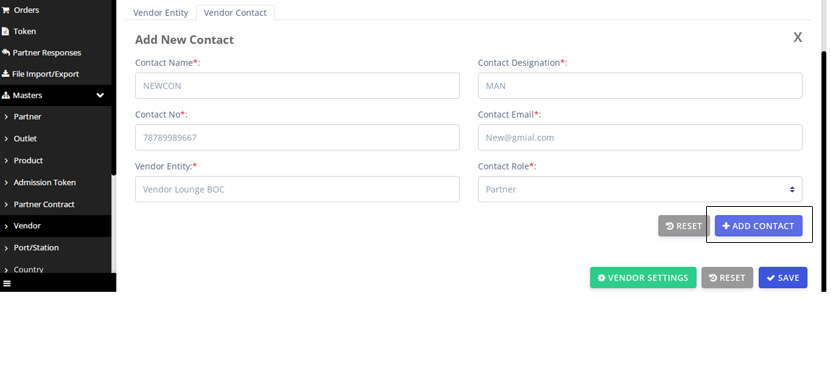 Orders
Token
Partner Responses
File Import/Export
Masters
Partner
Outlet
Product
Admission Token
Partner Contract
Vendor
Port/Station
Country
Vendor Entity Vendor Contact
Add New Contact X
Contact Name*: Contact Designation*:
NEWCON MAN
Contact No*: Contact Email*:
78789989667 New@gmial.com
Vendor Entity:* Contact Role*:
Vendor Lounge BOC Partner
RESET ADD CONTACT
VENDOR SETTINGS RESET SAVE